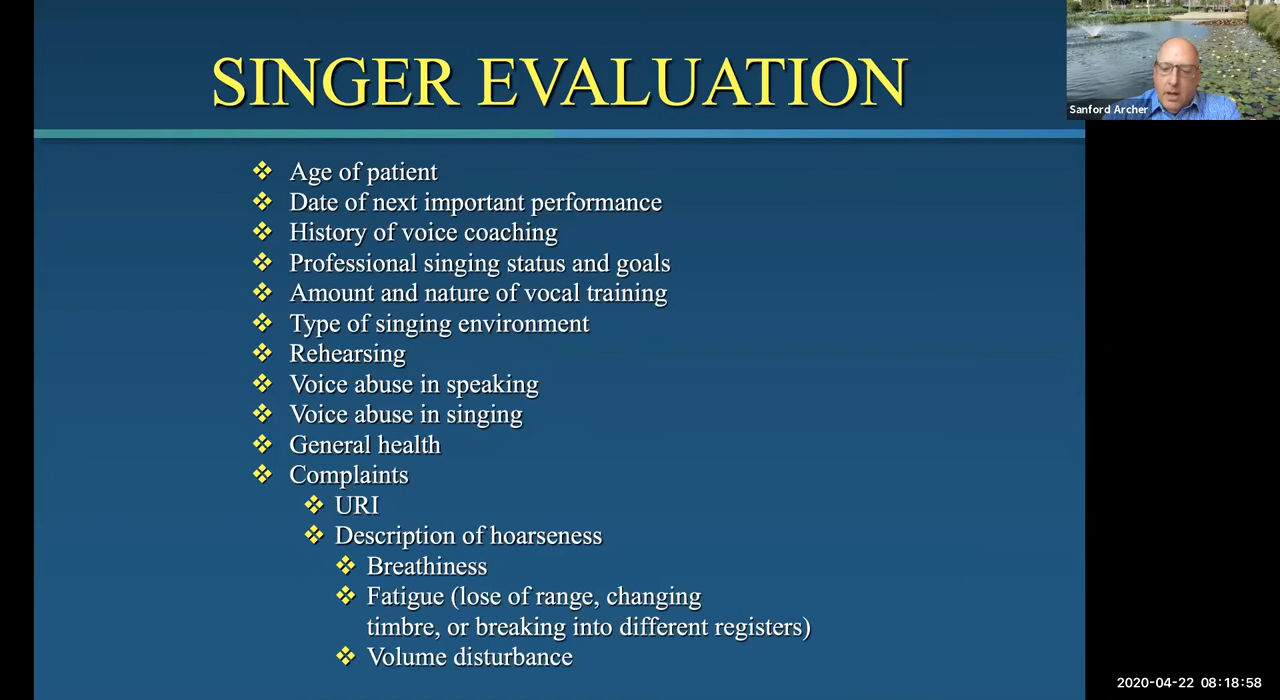 SINGER EVALUATION
Sanford Archer
Age of patient
Date of next important performance
History of voice coaching
Professional singing status and goals
Amount and nature of vocal training
Type of singing environment
Rehearsing
Voice abuse in speaking
Voice abuse in singing
General health
Complaints
URI
Description of hoarseness
Breathiness
Fatigue (lose of range, changing
timbre, or breaking into different registers)
Volume disturbance
2020-04-22 08:18:58